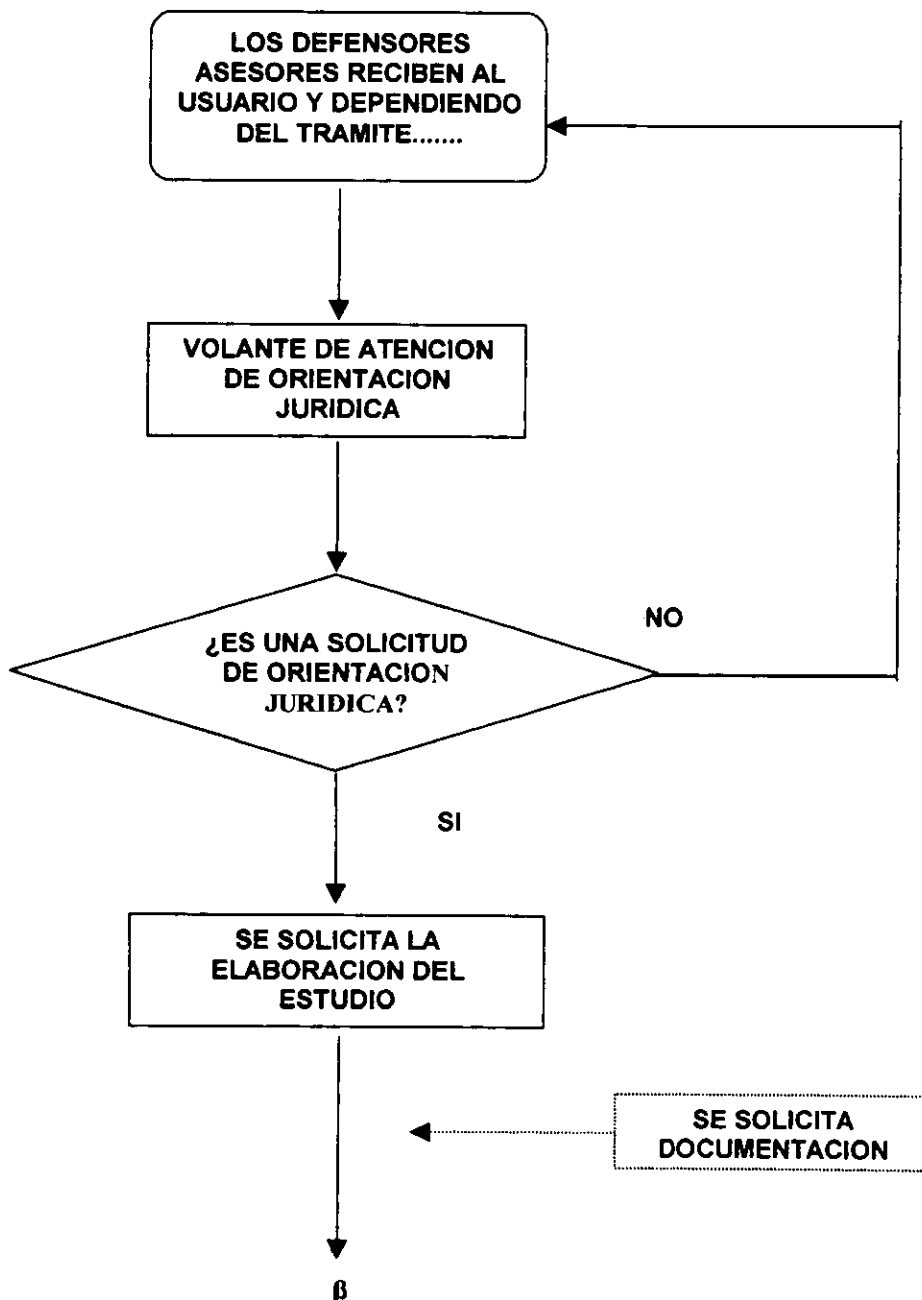 LOS DEFENSORES
ASESORES RECIBEN AL
USUARIO Y DEPENDIENDO
DEL TRAMITE.......
VOLANTE DE ATENCION
DE ORIENTACION
JURIDICA
¿ES UNA SOLICITUD
DE ORIENTACION
JURIDICA?
NO
SI
SE SOLICITA LA
ELABORACION DEL
ESTUDIO
SE SOLICITA
DOCUMENTACION
β